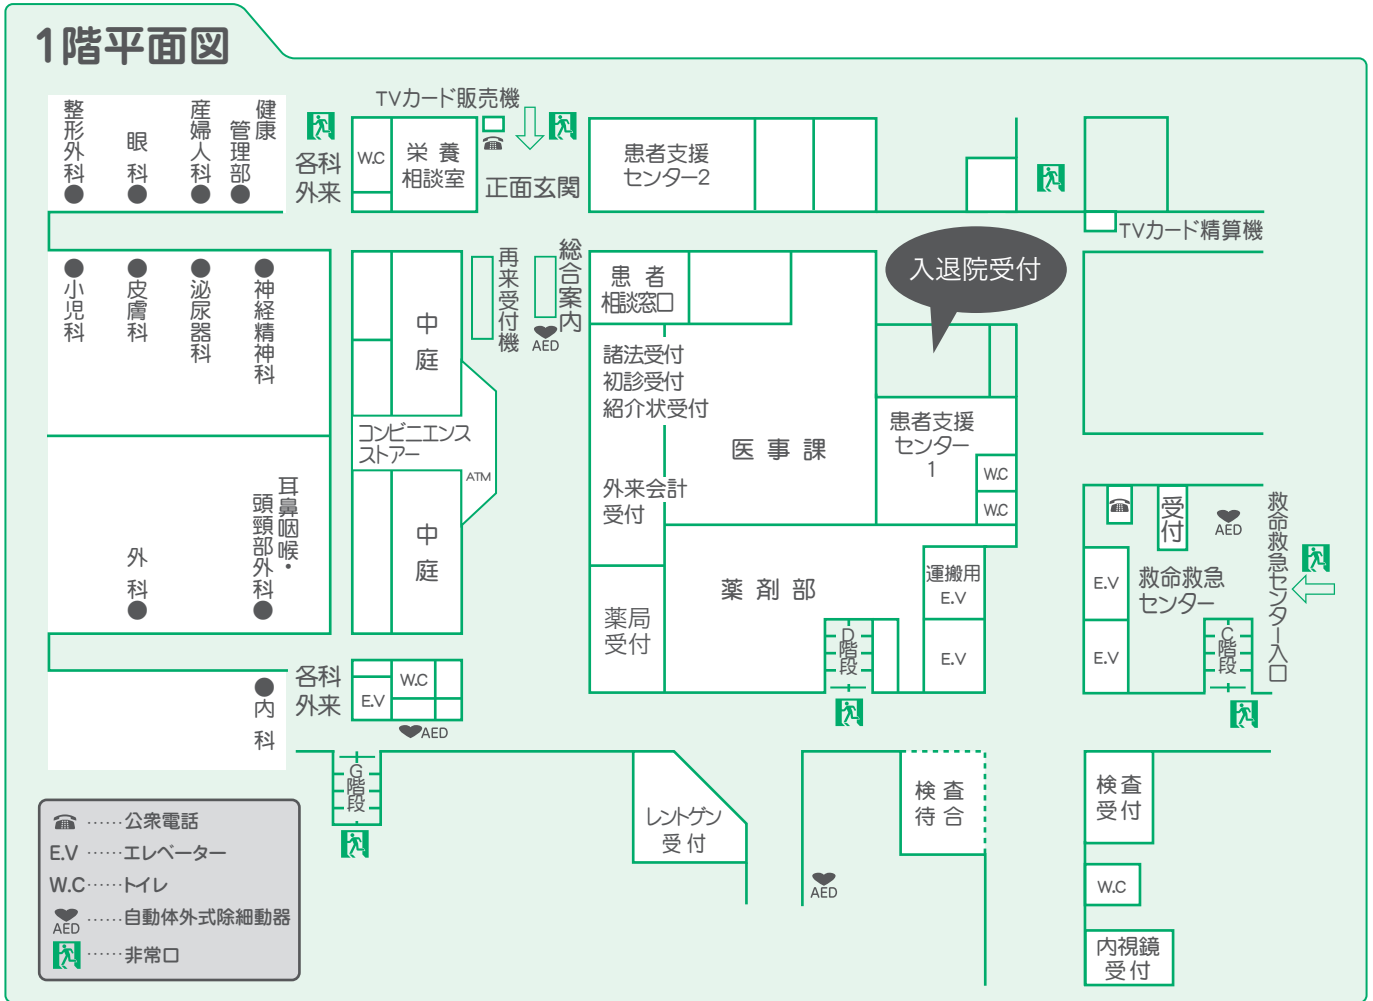 1階平面図
整形外科
眼科
産婦人科
健康
管理部
各科
外来
W.C
栄養
相談室
TVカード販売機
正面玄関
患者支援
センター2
TVカード精算機
小児科
皮膚科
泌尿器科
神経精神科
中庭
再来受付機
総合案内
AED
患者
相談窓口
入退院受付
諸法受付
初診受付
紹介状受付
医事課
患者支援
センター
1
W.C
W.C
コンビニエンス
ストアー
ATM
外来会計
受付
外科
耳鼻咽喉・
頭頸部外科
中庭
薬剤部
薬局
受付
運搬用
E.V
E.V
D階段
受付
AED
救命救急センター入口
E.V
救命救急
センター
E.V
C階段
内科
各科
外来
W.C
E.V
AED
G階段
レントゲン
受付
AED
検査
待合
検査
受付
W.C
内視鏡
受付
……公衆電話
E.V……エレベーター
W.C……トイレ
AED……自動体外式除細動器
……非常口